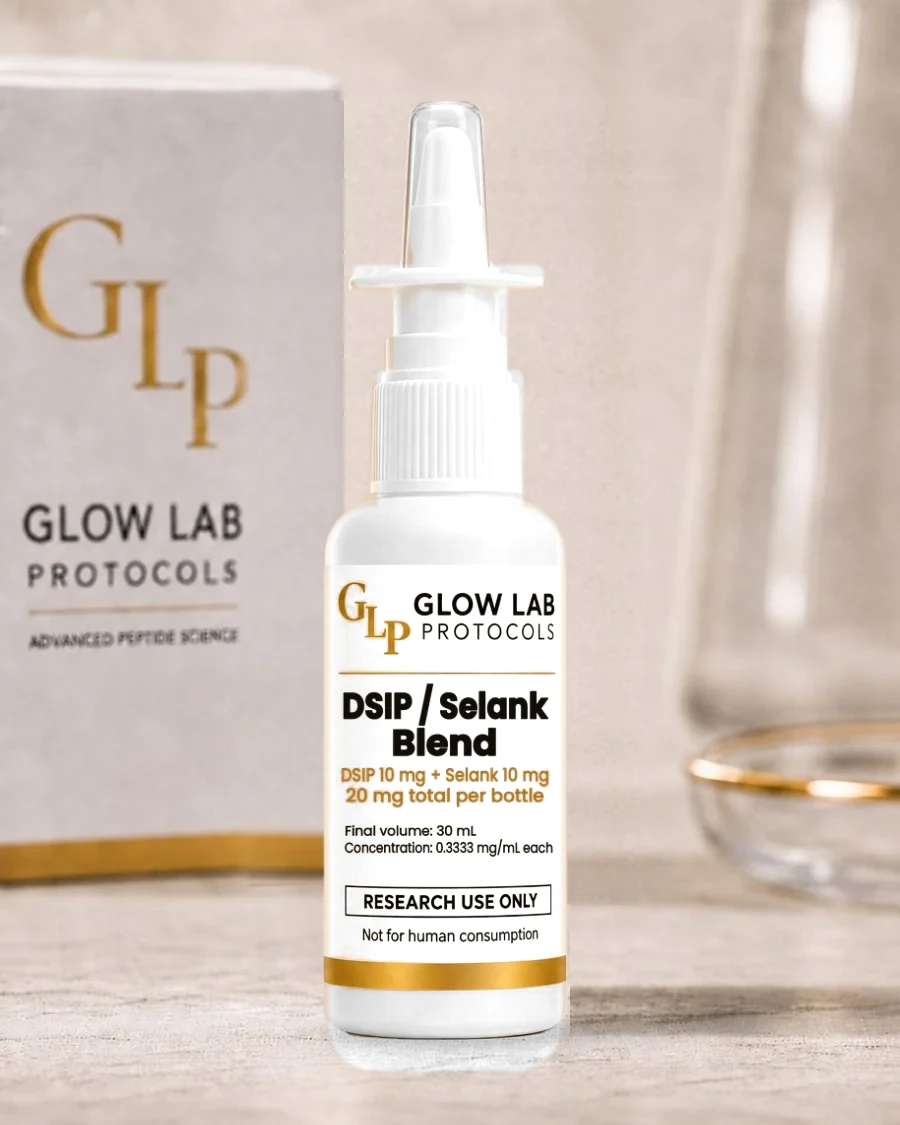 GLP
GLOW LAB
PROTOCOLS
ADVANCED PEPTIDE SCIENCE
GLP
GLOW LAB
PROTOCOLS
DSIP / Selank
Blend
DSIP 10 mg + Selank 10 mg
20 mg total per bottle
Final volume: 30 mL
Concentration: 0.3333 mg/mL each
RESEARCH USE ONLY
Not for human consumption